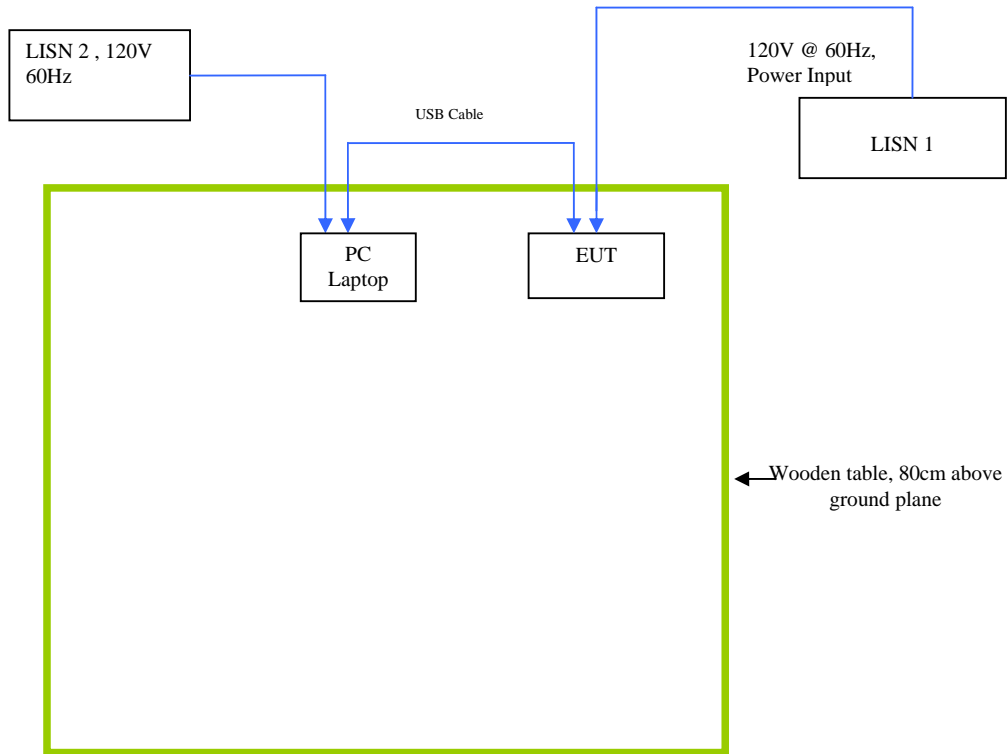 LISN 2 , 120V
60Hz
120V @ 60Hz,
Power Input
USB Cable
LISN 1
PC
Laptop
EUT
Wooden table, 80cm above
ground plane